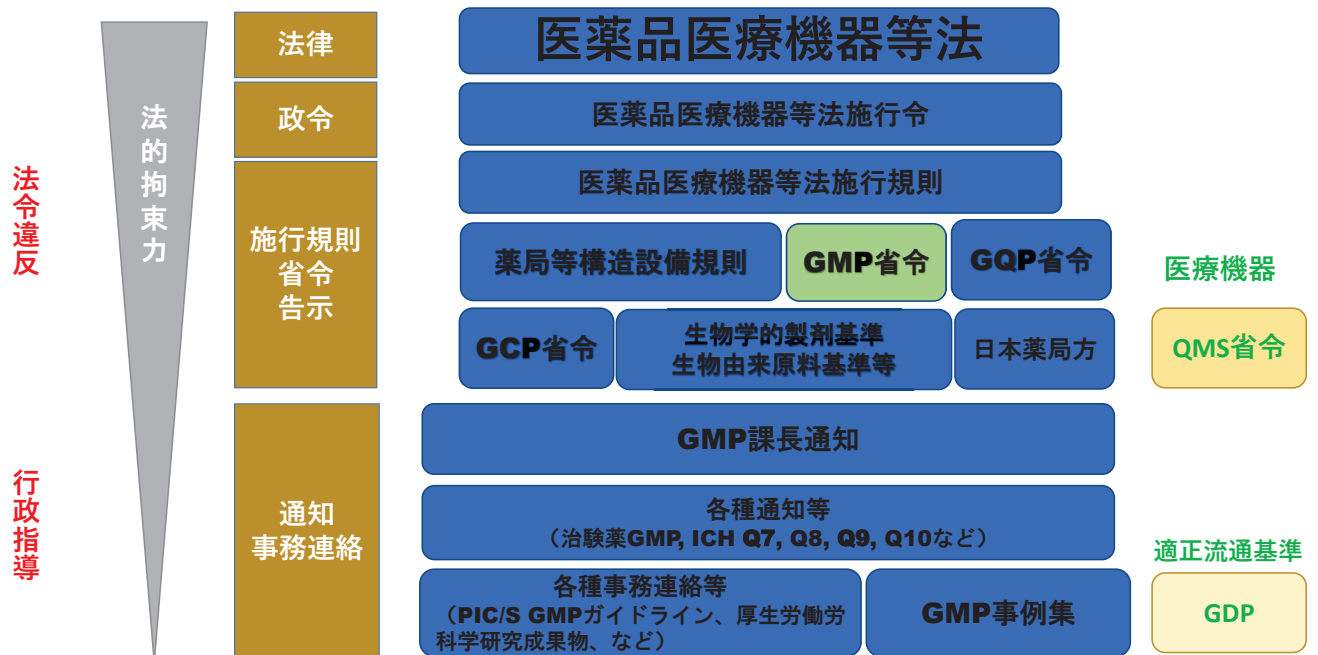 法律
医薬品医療機器等法
政令
医薬品医療機器等法施行令
法的拘束力
法令違反
施行規則
省令
告示
医薬品医療機器等法施行規則
薬局等構造設備規則
GMP省令
GQP省令
医療機器
GCP省令
生物学的製剤基準
生物由来原料基準等
日本薬局方
QMS省令
行政指導
通知
事務連絡
GMP課長通知
各種通知等
（治験薬GMP, ICH Q7, Q8, Q9, Q10など）
適正流通基準
各種事務連絡等
（PIC/S GMPガイドライン、厚生労働労
科学研究成果物、など）
GMP事例集
GDP